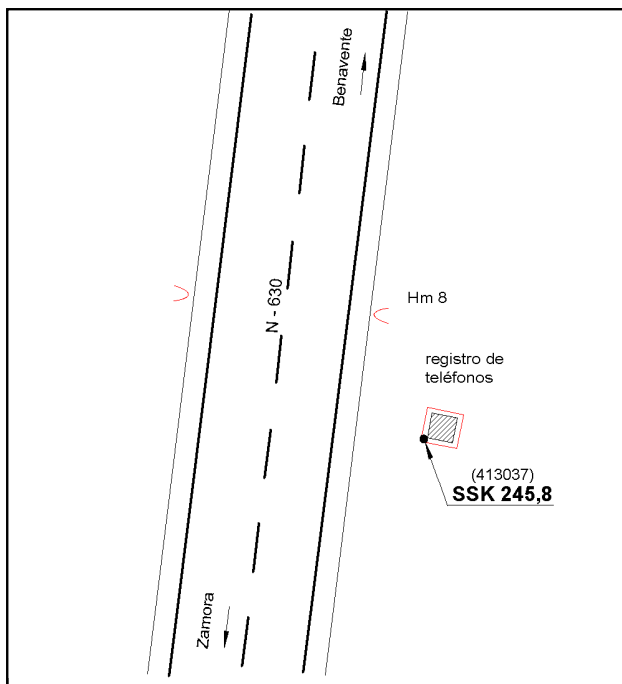 Benavente
N - 630
Hm 8
registro de
teléfonos
(413037)
SSK 245,8
Zamora